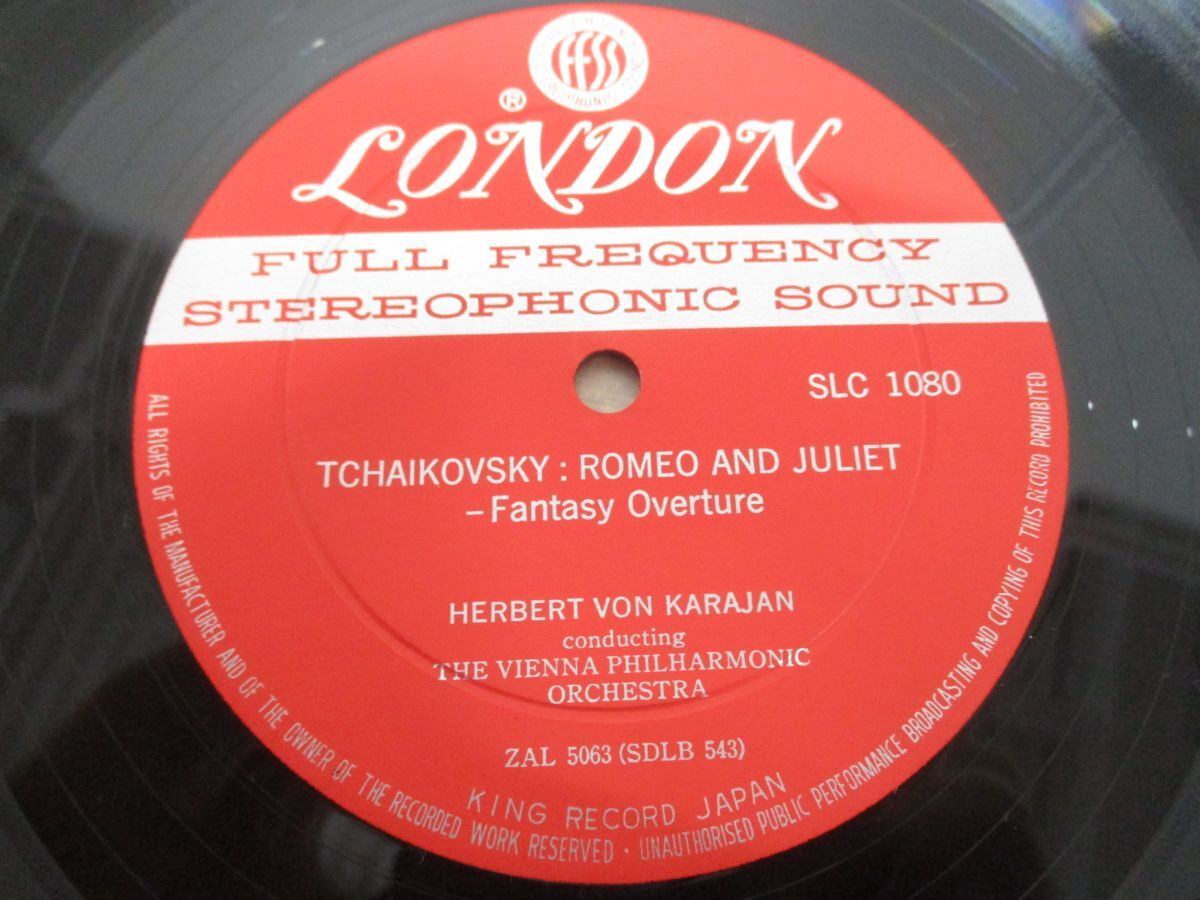 FFSS
®
LONDON
FULL FREQUENCY
STEREOPHONIC SOUND
SLC 1080
TCHAIKOVSKY : ROMEO AND JULIET
– Fantasy Overture
HERBERT VON KARAJAN
conducting
THE VIENNA PHILHARMONIC
ORCHESTRA
ZAL 5063 (SDLB 543)
KING RECORD JAPAN
ALL RIGHTS OF THE MANUFACTURER AND OF THE OWNER OF THE RECORDED WORK RESERVED · UNAUTHORISED PUBLIC PERFORMANCE BROADCASTING AND COPYING OF THIS RECORD PROHIBITED